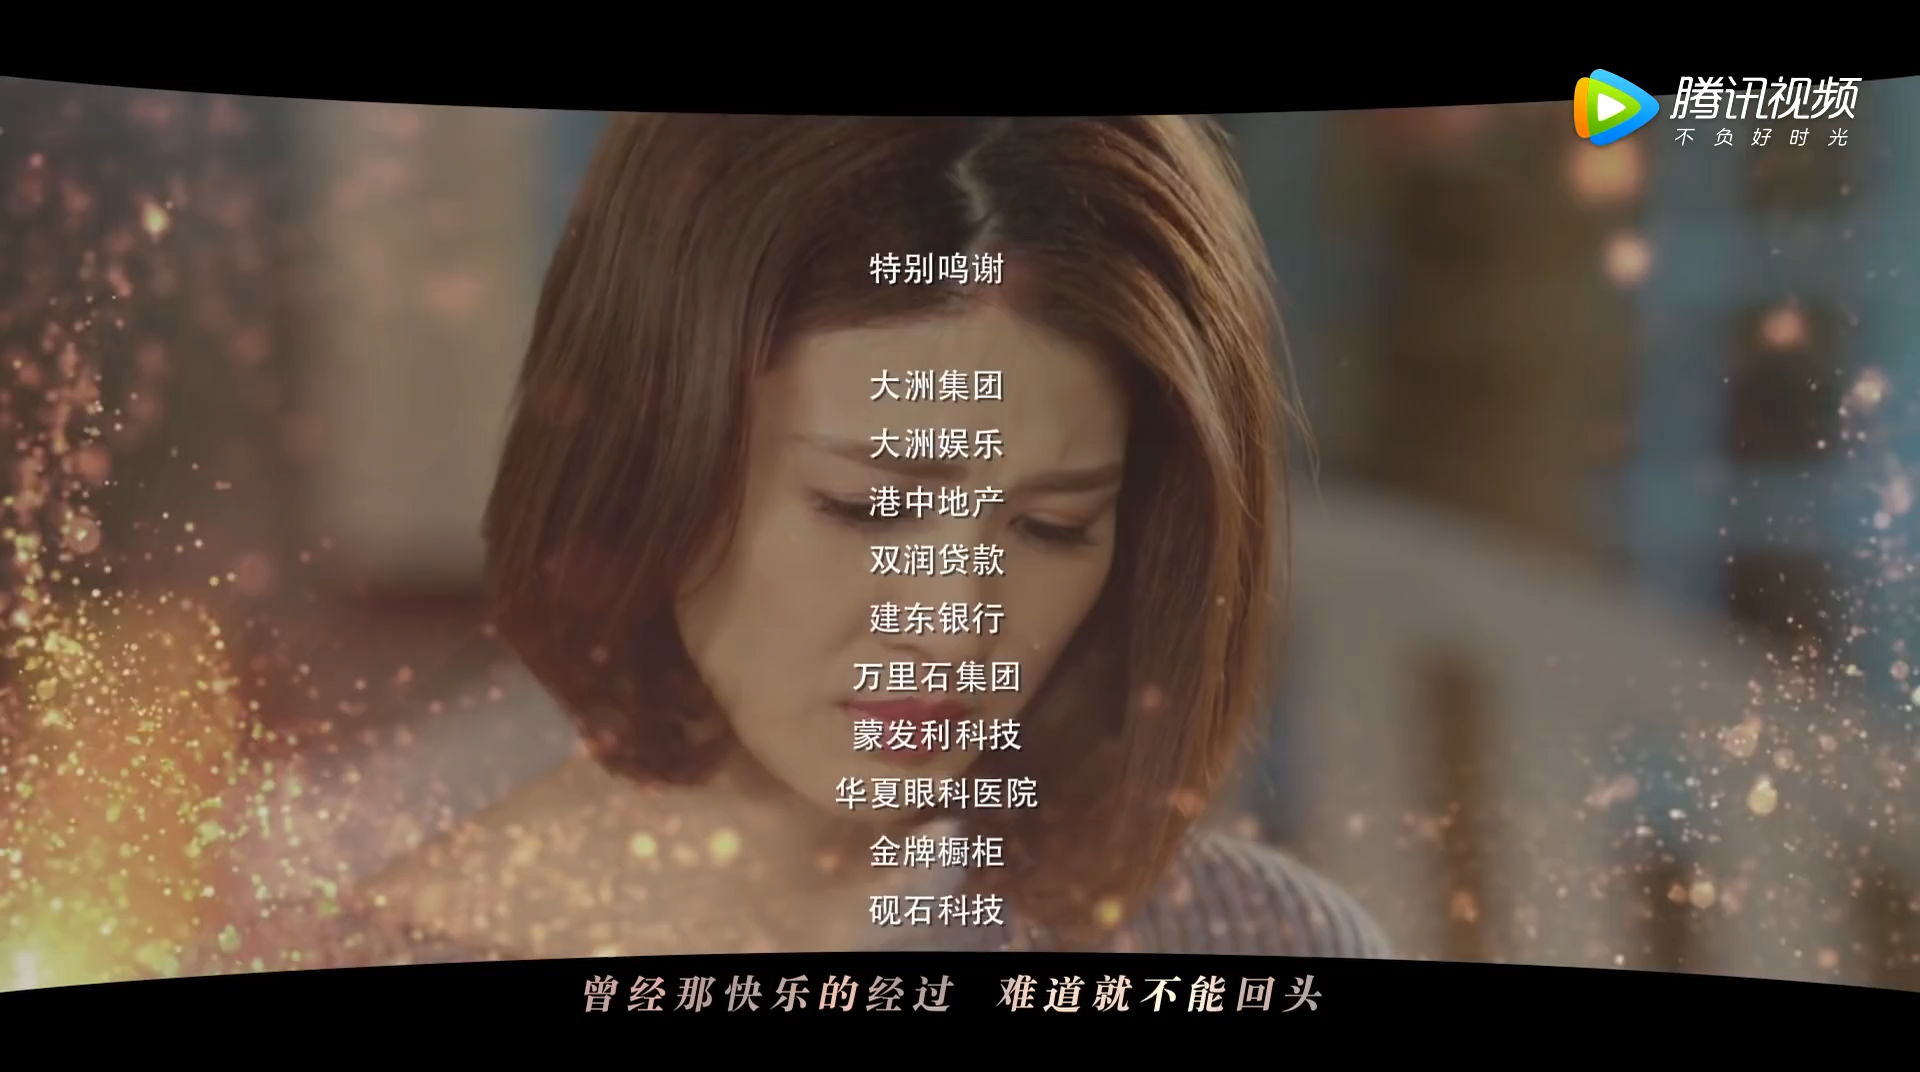 腾讯视频
不负好时光
特别鸣谢
大洲集团
大洲娱乐
港中地产
双润贷款
建东银行
万里石集团
蒙发利科技
华夏眼科医院
金牌橱柜
砚石科技
曾经那快乐的经过 难道就不能回头